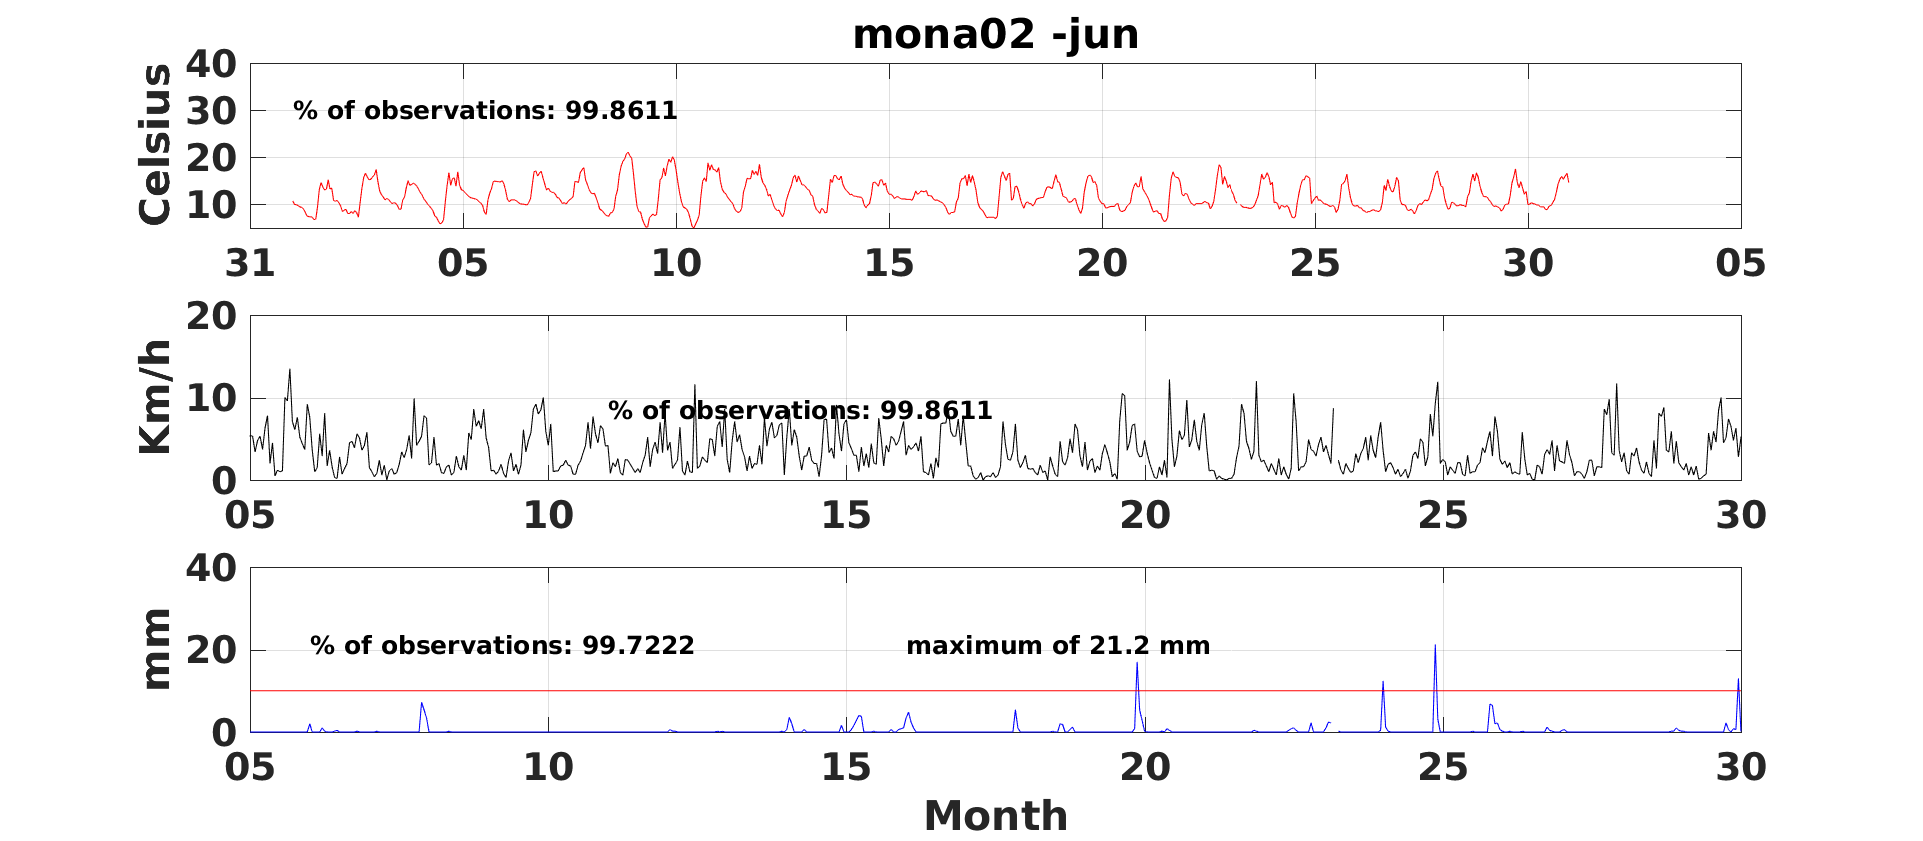 mona02 -jun
Celsius
40
30
20
10
% of observations: 99.8611
31 05 10 15 20 25 30 05
Km/h
20
10
0
% of observations: 99.8611
05 10 15 20 25 30
mm
40
20
0
% of observations: 99.7222 maximum of 21.2 mm
05 10 15 20 25 30
Month